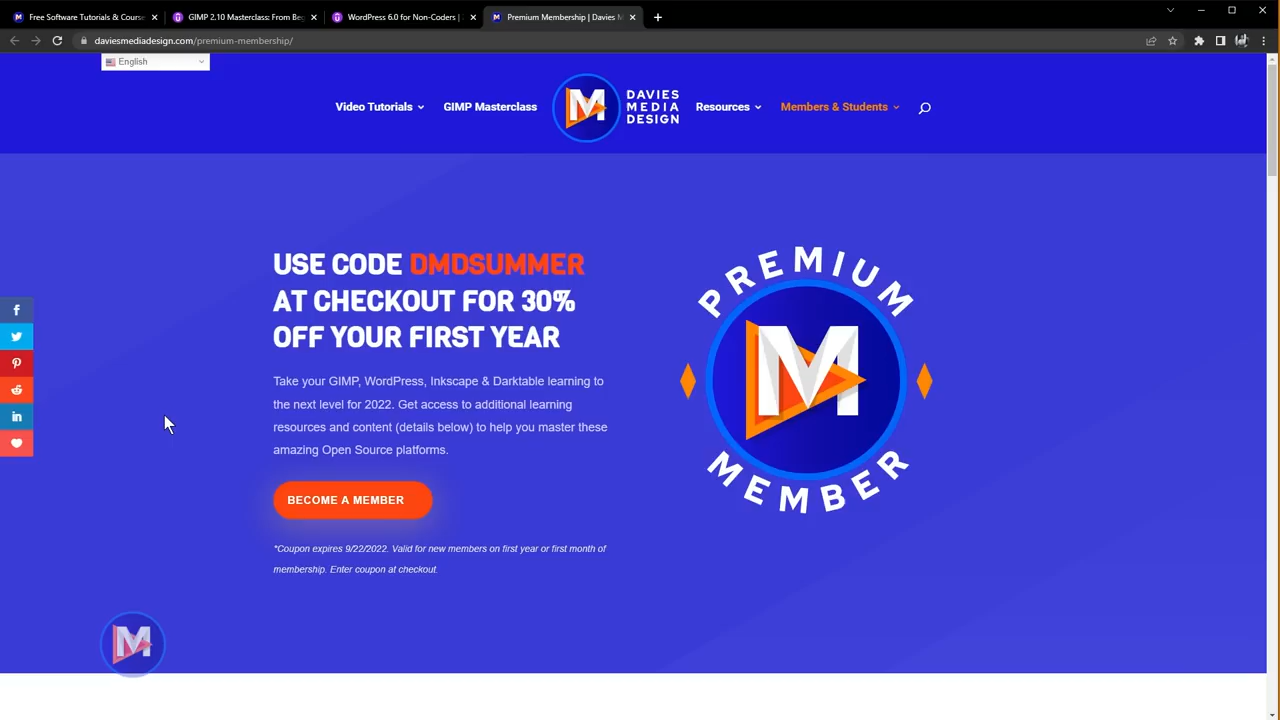 Free Software Tutorials & Course
GIMP 2.10 Masterclass: From Beg
WordPress 6.0 for Non-Coders |
Premium Membership | Davies M
daviesmediadesign.com/premium-membership/
English
Video Tutorials
GIMP Masterclass
M
DAVIES
MEDIA
DESIGN
Resources
Members & Students
USE CODE DMDSUMMER
AT CHECKOUT FOR 30%
OFF YOUR FIRST YEAR
Take your GIMP, WordPress, Inkscape & Darktable learning to
the next level for 2022. Get access to additional learning
resources and content (details below) to help you master these
amazing Open Source platforms.
BECOME A MEMBER
*Coupon expires 9/22/2022. Valid for new members on first year or first month of
membership. Enter coupon at checkout.
PREMIUM
M
MEMBER
M